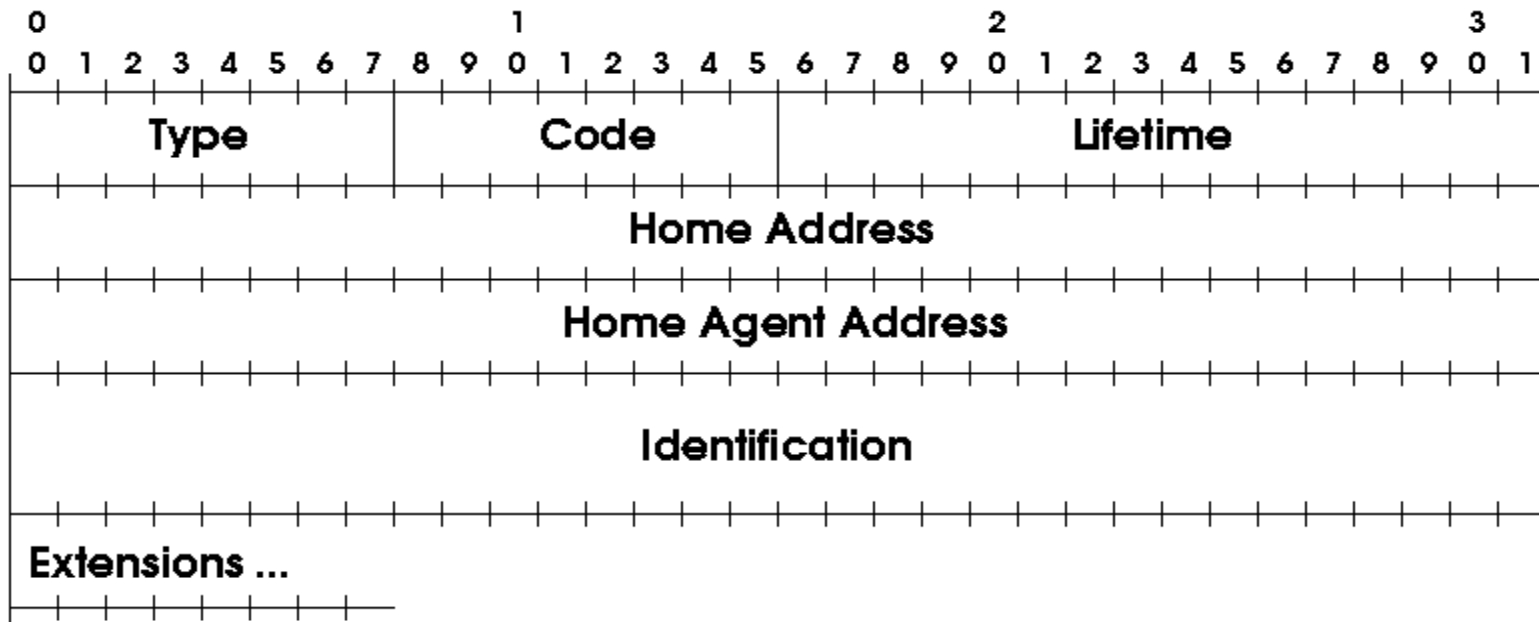 0 1 2 3
0 1 2 3 4 5 6 7 8 9 0 1 2 3 4 5 6 7 8 9 0 1 2 3 4 5 6 7 8 9 0 1
Type Code Lifetime
Home Address
Home Agent Address
Identification
Extensions ...